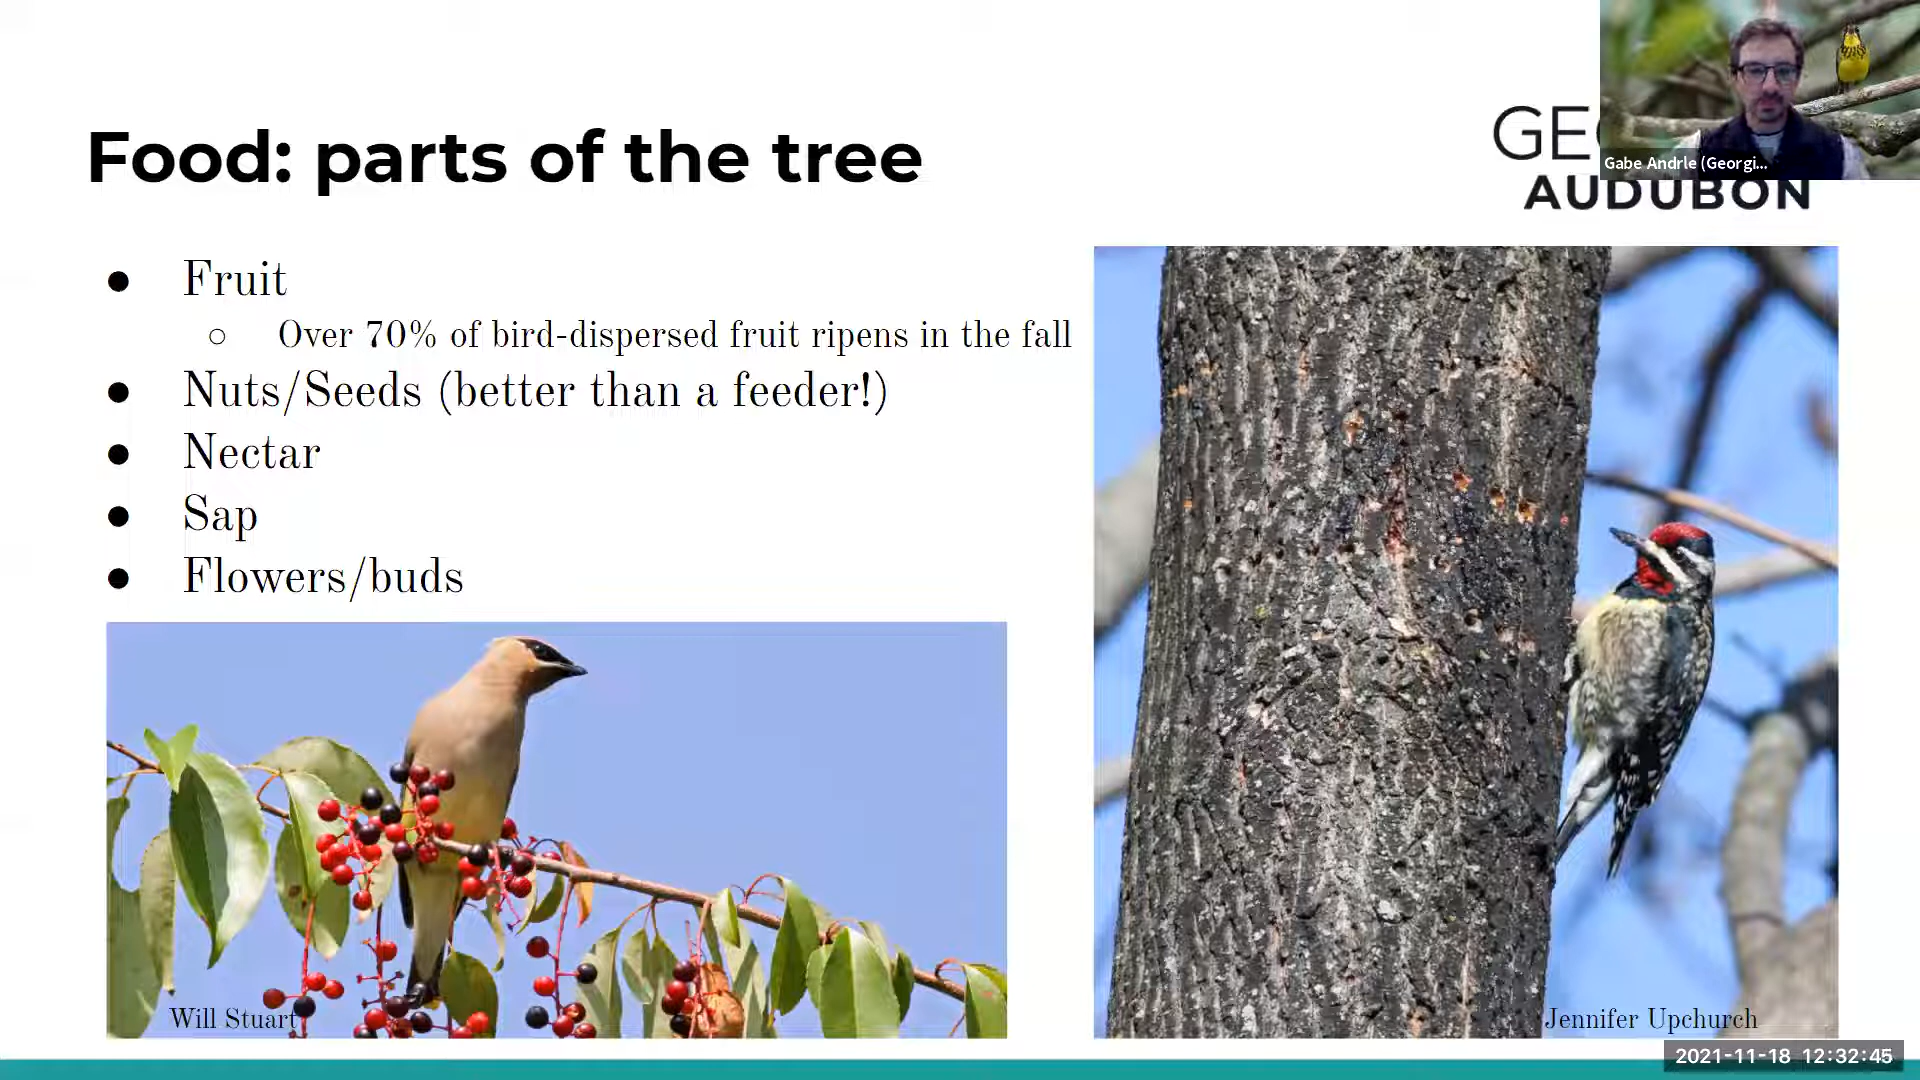 Food: parts of the tree
GE
AUDUBON
Gabe Andrle (Georgi...
● Fruit
○ Over 70% of bird-dispersed fruit ripens in the fall
● Nuts/Seeds (better than a feeder!)
● Nectar
● Sap
● Flowers/buds
Will Stuart
Jennifer Upchurch
2021-11-18 12:32:45